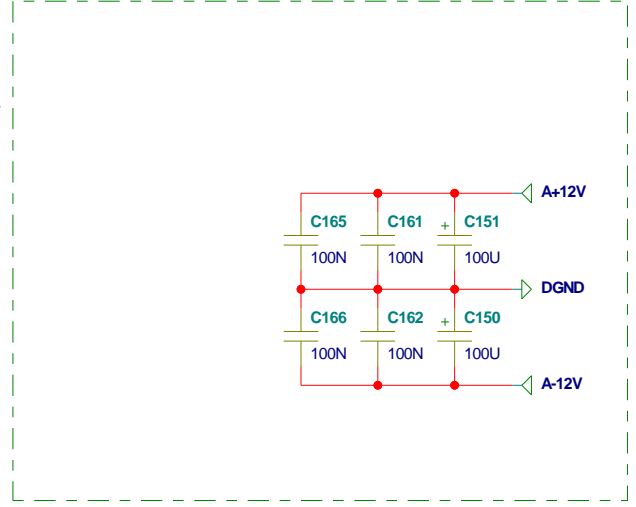 A+12V
C165 C161 + C151
100N 100N 100U
DGND
C166 C162 + C150
100N 100N 100U
A-12V